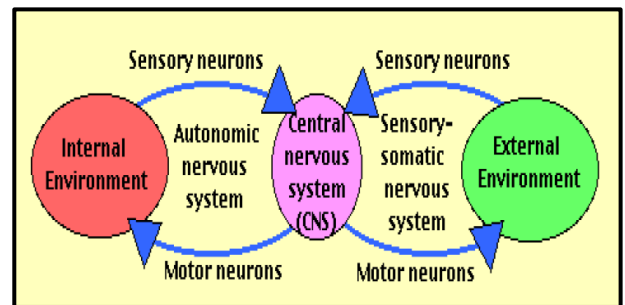 Sensory neurons
Sensory neurons
Internal
Environment
Autonomic
nervous
system
Central
nervous
system
(CNS)
Sensory-
somatic
nervous
system
External
Environment
Motor neurons
Motor neurons